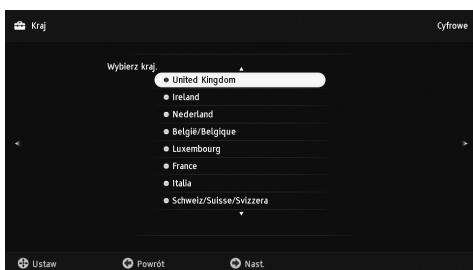 Kraj
Cyfrowe
Wybierz kraj.
United Kingdom
Ireland
Nederland
België/Belgique
Luxembourg
France
Italia
Schweiz/Suisse/Svizzera
Ustaw
Powrót
Nast.